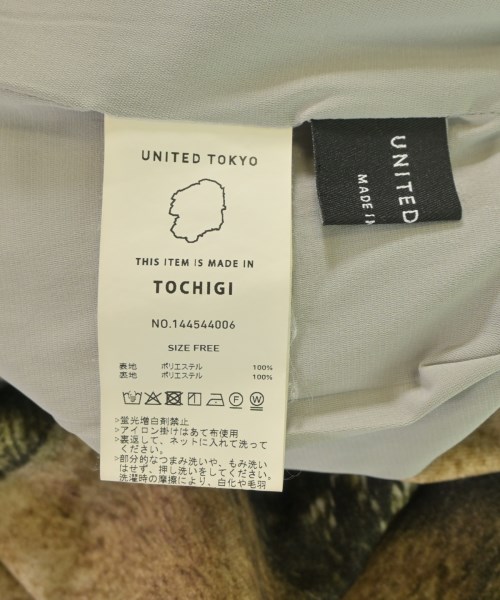 UNITED TOKYO
THIS ITEM IS MADE IN
TOCHIGI
NO.144544006
SIZE FREE
表地 ポリエステル 100%
裏地 ポリエステル 100%
>蛍光増白剤禁止
>アイロン掛けはあて布使用
>裏返して、ネットに入れて洗って
ください。
>部分的なつまみ洗いや、もみ洗い
はせず、押し洗いをしてください。
洗濯時の摩擦により、白化や毛羽
UNITED
MADE IN